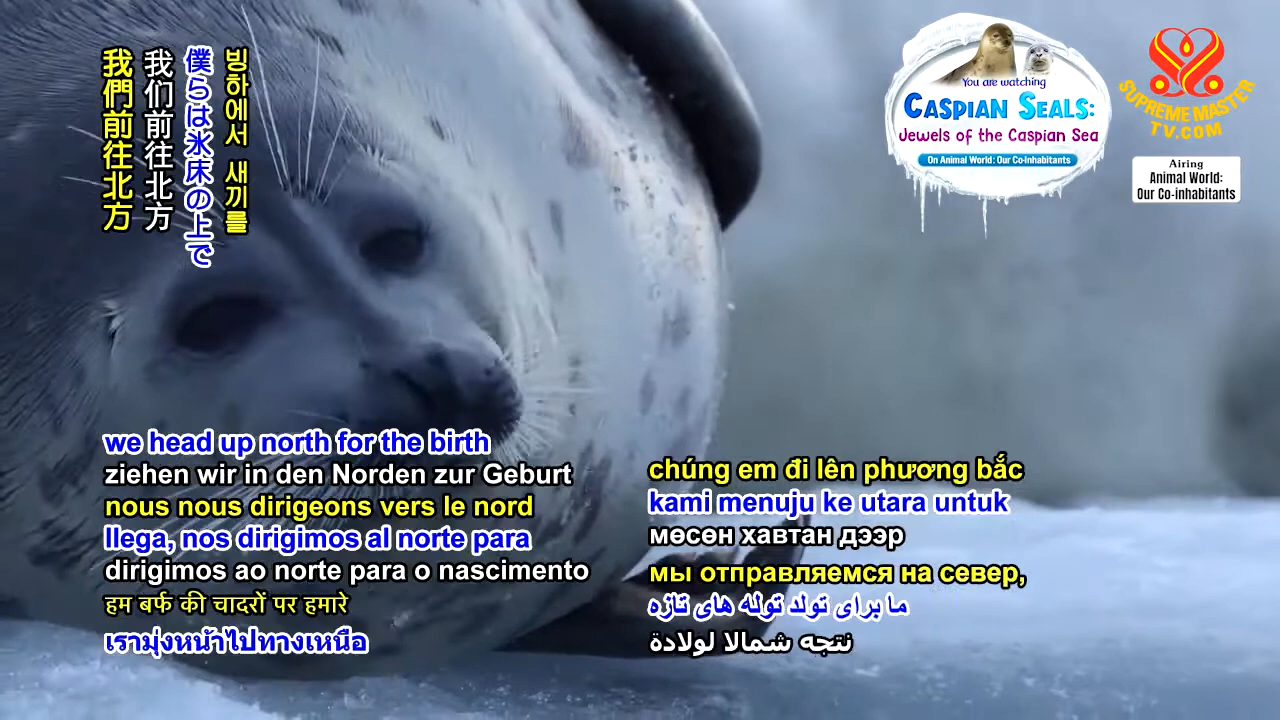 我們前往北方
我们前往北方
僕らは氷床の上で
빙하에서 새끼를
You are watching
CASPIAN SEALS:
Jewels of the Caspian Sea
On Animal World: Our Co-inhabitants
SUPREME MASTER
TV.COM
Airing
Animal World:
Our Co-inhabitants
we head up north for the birth
ziehen wir in den Norden zur Geburt
nous nous dirigeons vers le nord
llega, nos dirigimos al norte para
dirigimos ao norte para o nascimento
हम बर्फ की चादरों पर हमारे
เรามุ่งหน้าไปทางเหนือ
chúng em đi lên phương bắc
kami menuju ke utara untuk
мөсөн хавтан дээр
мы отправляемся на север,
ما برای تولد توله های تازه
نتجه شمالا لولادة